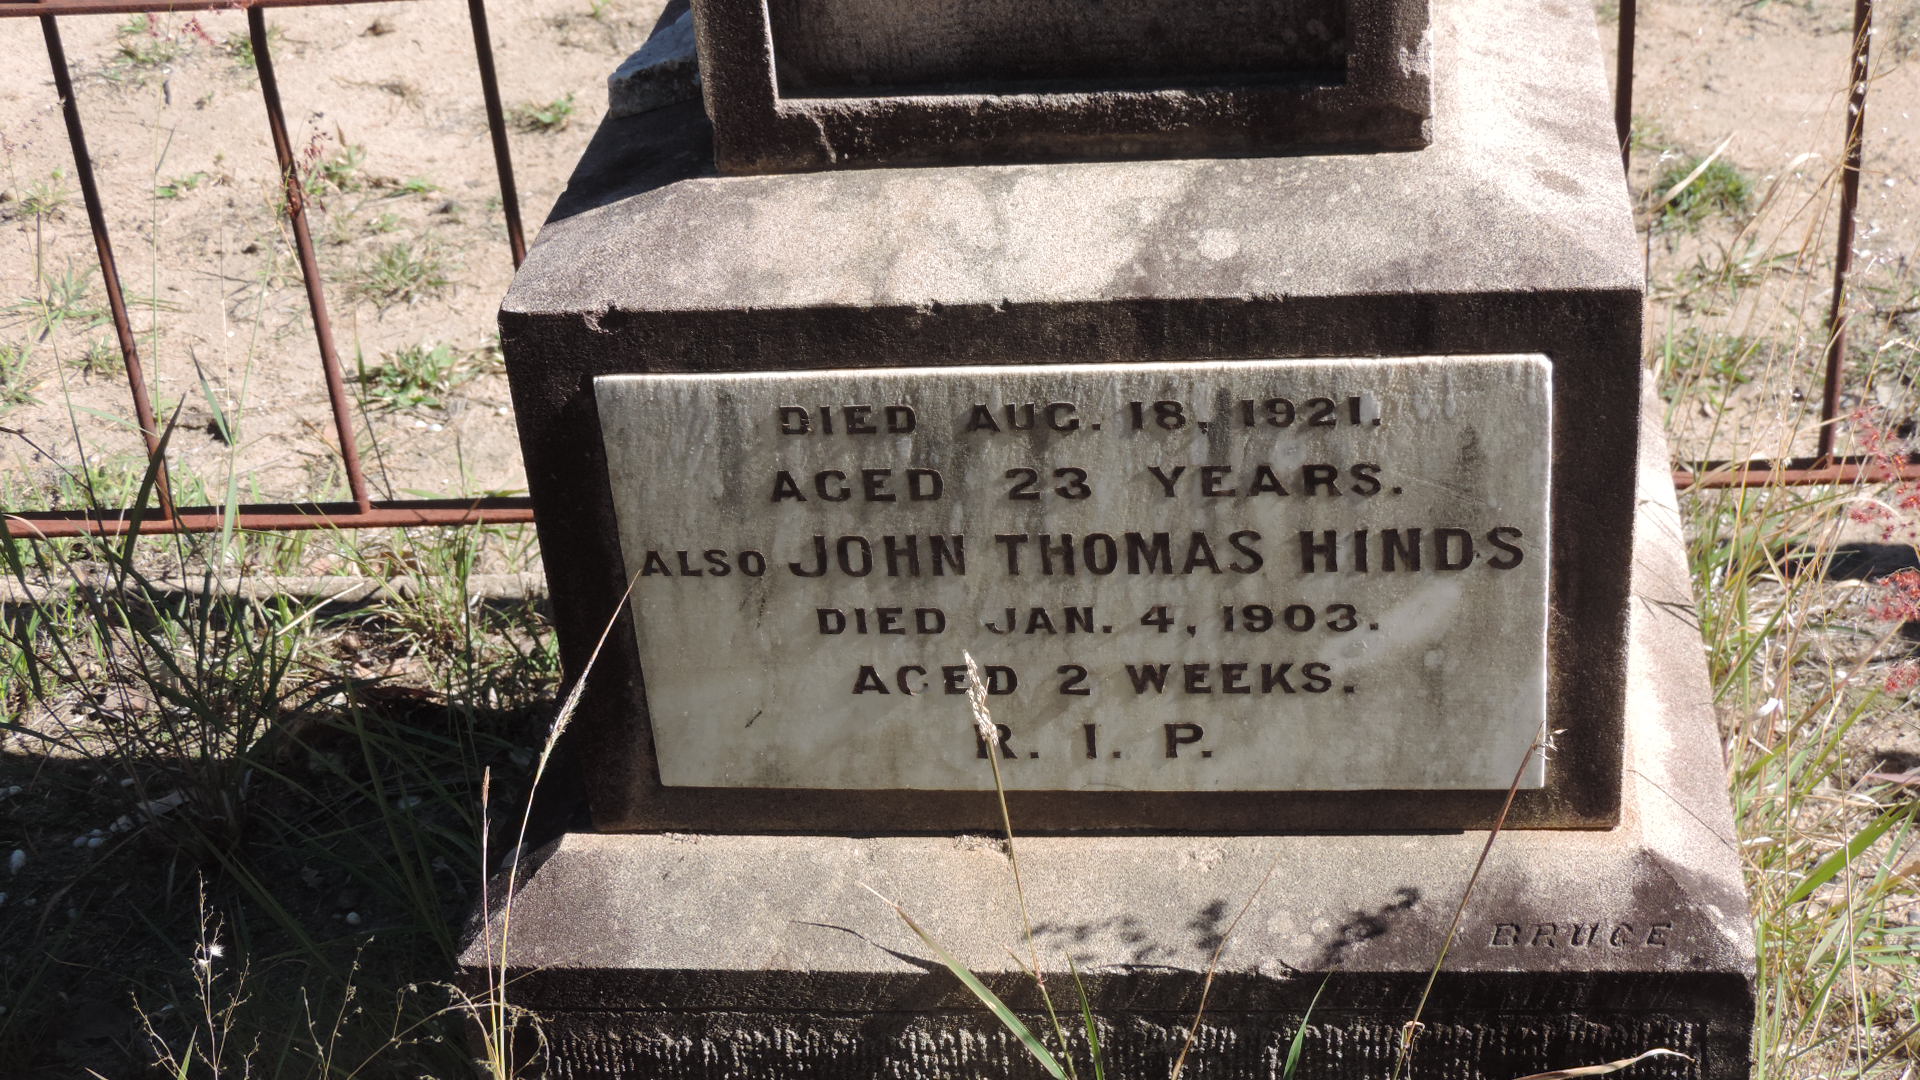 DIED AUG. 18, 1921.
AGED 23 YEARS.
ALSO JOHN THOMAS HINDS
DIED JAN. 4, 1903.
AGED 2 WEEKS.
R. I. P.
BRUCE